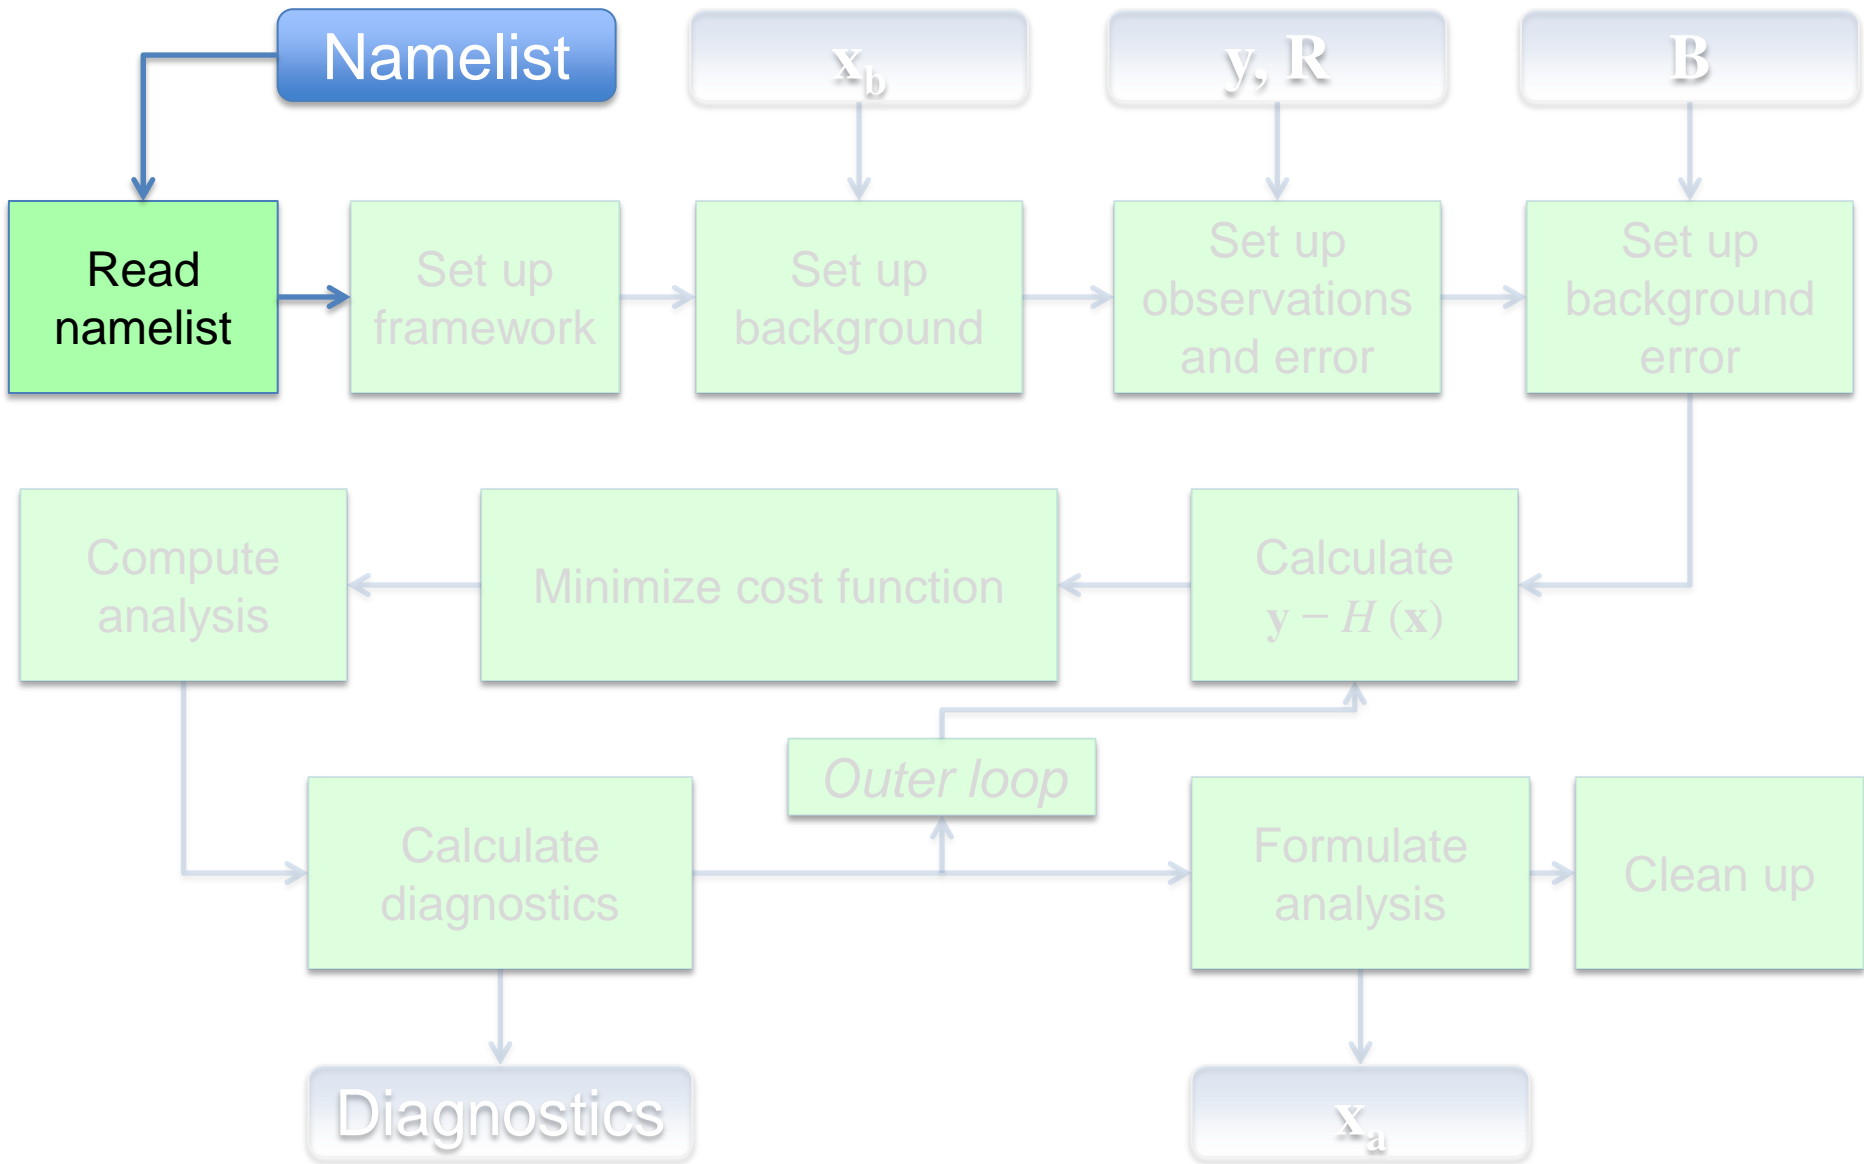 Namelist
x_b
y, R
B
Read
namelist
Set up
framework
Set up
background
Set up
observations
and error
Set up
background
error
Compute
analysis
Minimize cost function
Calculate
y − H (x)
Outer loop
Calculate
diagnostics
Formulate
analysis
Clean up
Diagnostics
x_a